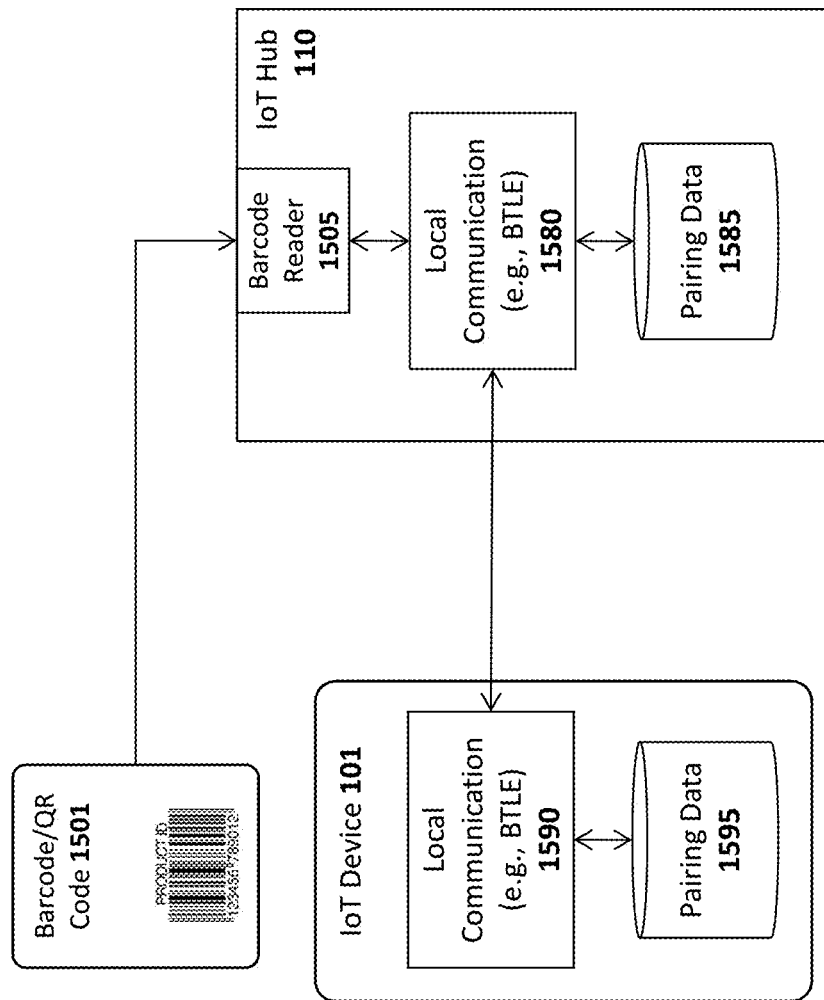 Barcode/QR
Code 1501
PRODUCT ID
IoT Device 101
Local
Communication
(e.g., BTLE)
1590
Pairing Data
1595
IoT Hub
110
Barcode
Reader
1505
Local
Communication
(e.g., BTLE)
1580
Pairing Data
1585